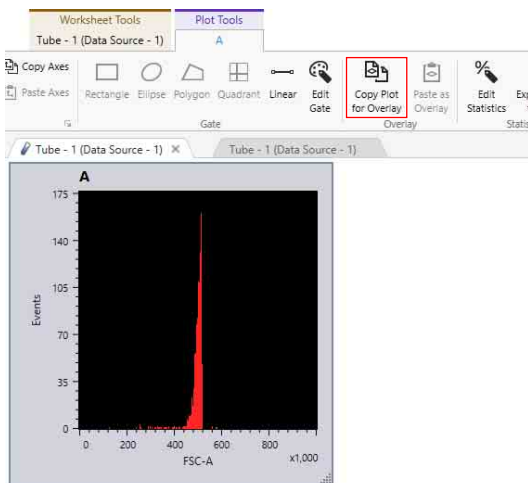 Worksheet Tools
Plot Tools
Tube - 1 (Data Source - 1)
A
Copy Axes
Paste Axes
Rectangle
Ellipse
Polygon
Quadrant
Linear
Edit
Gate
Copy Plot
for Overlay
Paste as
Overlay
Edit
Statistics
Gate
Overlay
Tube - 1 (Data Source - 1)
Tube - 1 (Data Source - 1)
A
175
140
105
70
35
0
Events
0 200 400 600 800
x1,000
FSC-A